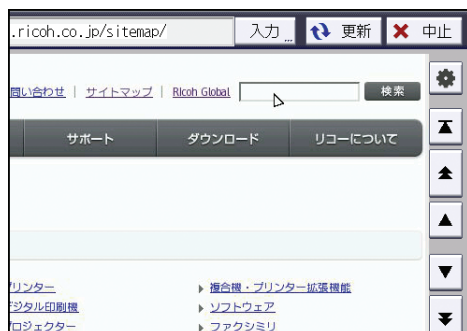 .ricoh.co.jp/sitemap/ 入力 更新 中止
問い合わせ | サイトマップ | Ricoh Global 検索
サポート ダウンロード リコーについて
プリンター 複合機・プリンター拡張機能
デジタル印刷機 ソフトウェア
プロジェクター ファクシミリ